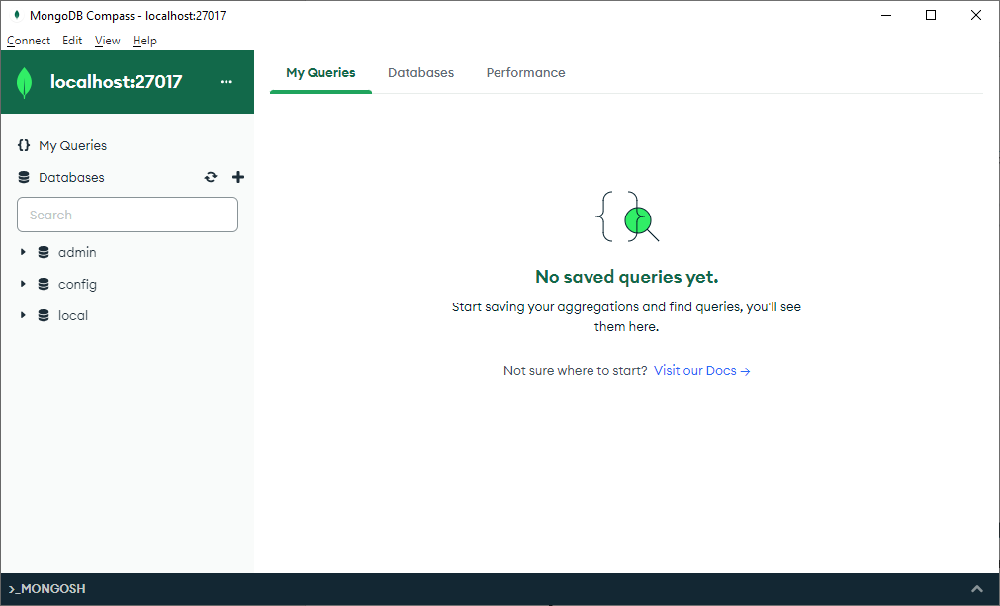 MongoDB Compass - localhost:27017
Connect Edit View Help
localhost:27017 ...
My Queries
Databases
Search
admin
config
local
My Queries Databases Performance
No saved queries yet.
Start saving your aggregations and find queries, you'll see
them here.
Not sure where to start? Visit our Docs →
>_MONGOSH